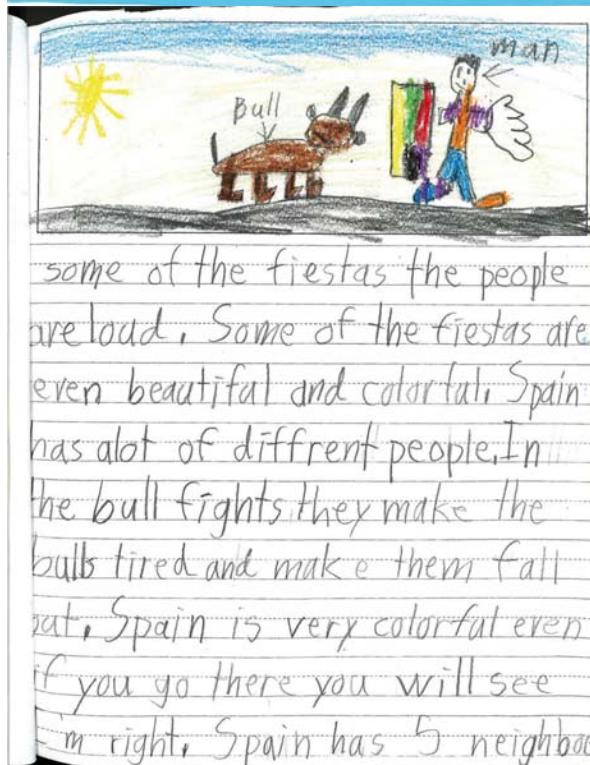 man
Bull
some of the fiestas the people
are loud. Some of the fiestas are
even beautiful and colorful. Spain
has alot of diffrent people. In
the bull fights they make the
bulls tired and make them fall
Spain is very colorful even
if you go there you will see
I'm right. Spain has 5